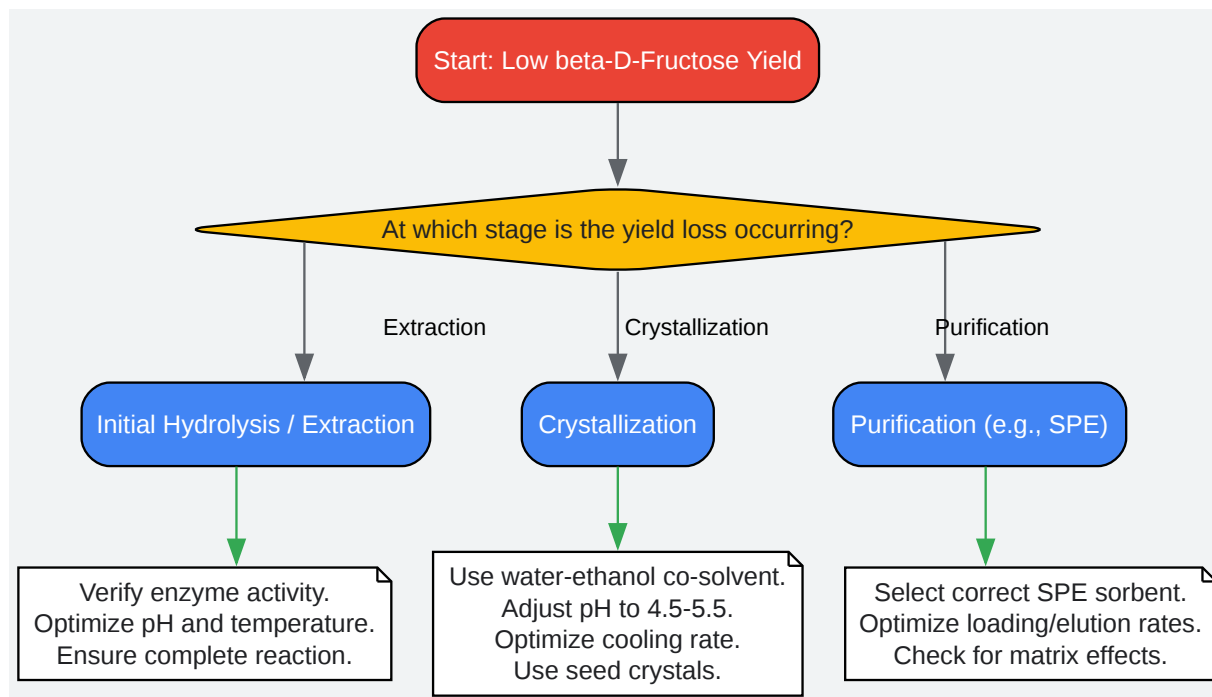 Start: Low beta-D-Fructose Yield
At which stage is the yield loss occurring?
Extraction
Crystallization
Purification
Initial Hydrolysis / Extraction
Crystallization
Purification (e.g., SPE)
Verify enzyme activity.
Optimize pH and temperature.
Ensure complete reaction.
Use water-ethanol co-solvent.
Adjust pH to 4.5-5.5.
Optimize cooling rate.
Use seed crystals.
Select correct SPE sorbent.
Optimize loading/elution rates.
Check for matrix effects.